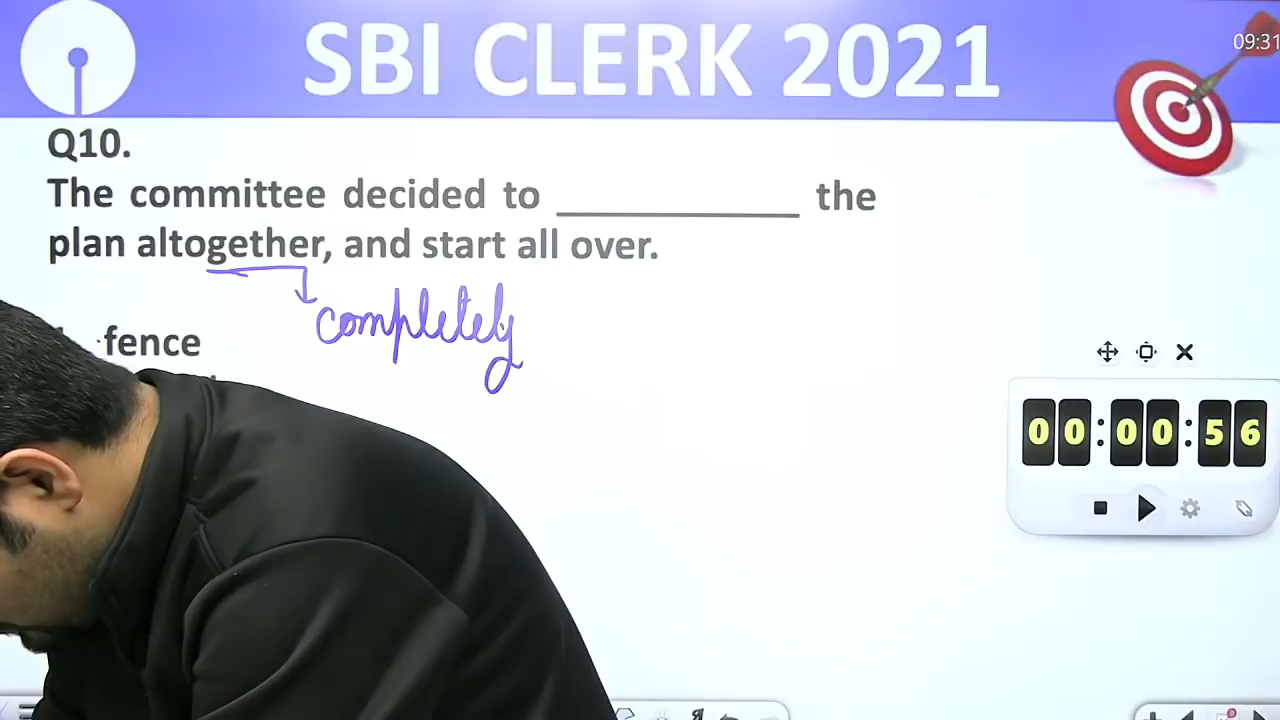 SBI CLERK 2021
09:31
Q10.
The committee decided to ____________ the
plan altogether, and start all over.
completely
fence
00:00:56